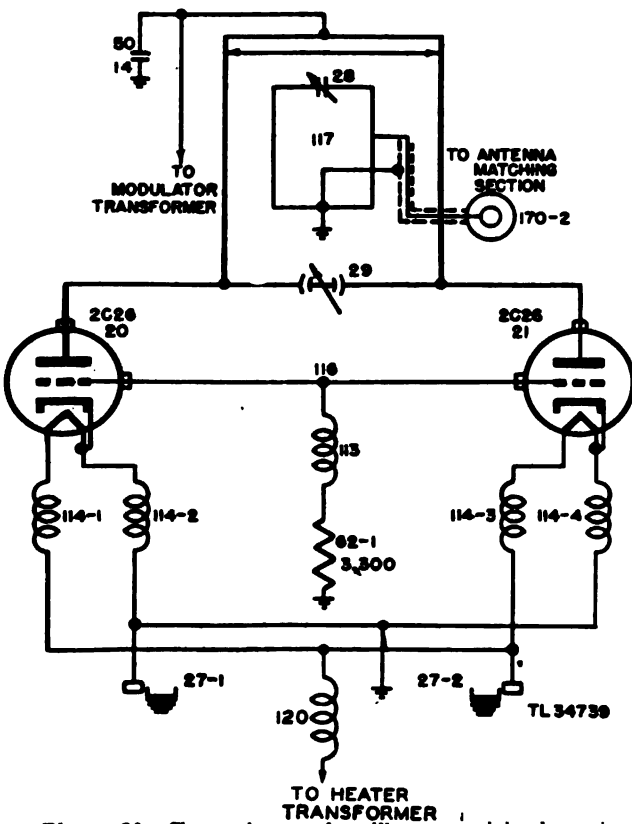 50
14
28
117
TO
MODULATOR
TRANSFORMER
TO ANTENNA
MATCHING
SECTION
170-2
29
2C26
20
2C26
21
116
113
114-1
114-2
114-3
114-4
62-1
3,300
27-1
27-2
TL 34739
120
TO HEATER
TRANSFORMER